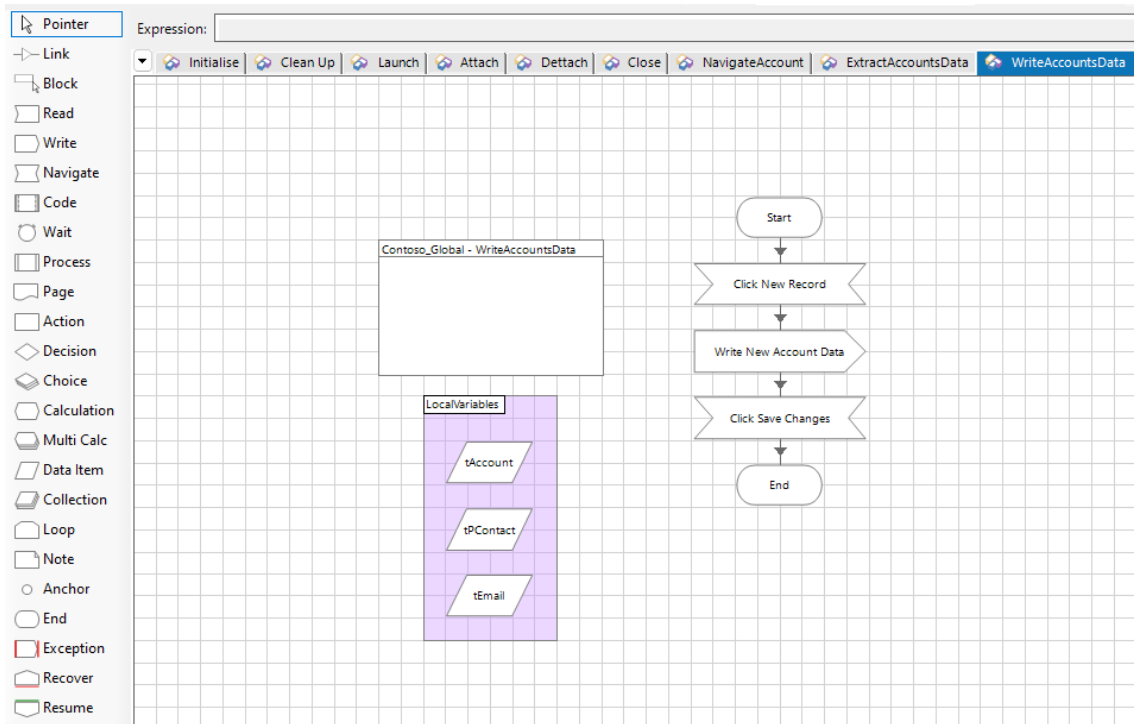 Pointer
Link
Block
Read
Write
Navigate
Code
Wait
Process
Page
Action
Decision
Choice
Calculation
Multi Calc
Data Item
Collection
Loop
Note
Anchor
End
Exception
Recover
Resume
Expression:
Initialise Clean Up Launch Attach Dettach Close NavigateAccount ExtractAccountsData WriteAccountsData
Contoso_Global - WriteAccountsData
LocalVariables
tAccount
tPContact
tEmail
Start
Click New Record
Write New Account Data
Click Save Changes
End